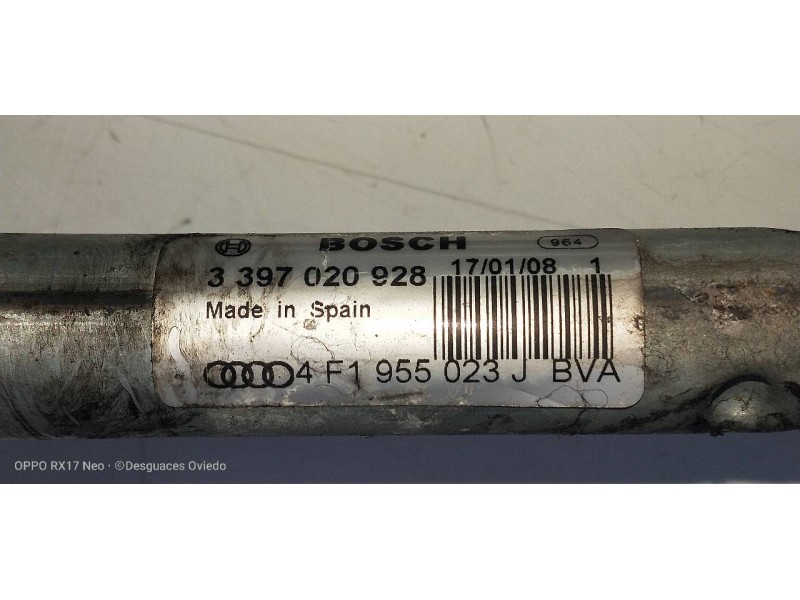 BOSCH 964
3 397 020 928 17/01/08 1
Made in Spain
4 F1 955 023 J BVA
OPPO RX17 Neo · ©Desguaces Oviedo